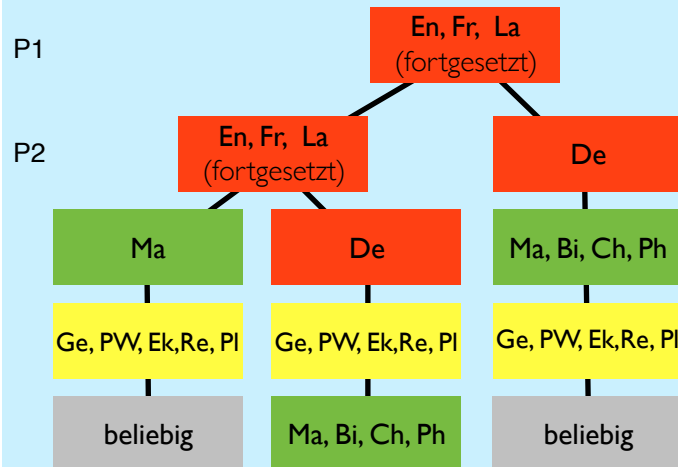 P1
En, Fr, La
(fortgesetzt)
P2
En, Fr, La
(fortgesetzt)
De
Ma
De
Ma, Bi, Ch, Ph
Ge, PW, Ek,Re, Pl
Ge, PW, Ek,Re, Pl
Ge, PW, Ek,Re, Pl
beliebig
Ma, Bi, Ch, Ph
beliebig